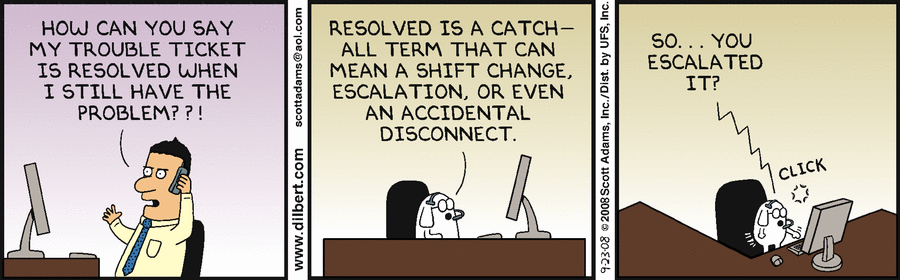 HOW CAN YOU SAY
MY TROUBLE TICKET
IS RESOLVED WHEN
I STILL HAVE THE
PROBLEM??!
www.dilbert.com
scottadams@aol.com
RESOLVED IS A CATCH-
ALL TERM THAT CAN
MEAN A SHIFT CHANGE,
ESCALATION, OR EVEN
AN ACCIDENTAL
DISCONNECT.
9-23-08 © 2008 Scott Adams, Inc./Dist. by UFS, Inc.
SO... YOU
ESCALATED
IT?
CLICK